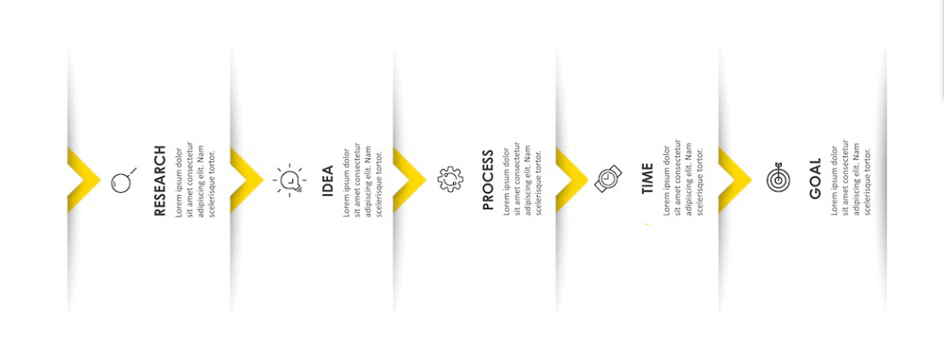 RESEARCH
Lorem ipsum dolor
sit amet consectetur
adipiscing elit. Nam
scelerisque tortor.
IDEA
Lorem ipsum dolor
sit amet consectetur
adipiscing elit. Nam
scelerisque tortor.
PROCESS
Lorem ipsum dolor
sit amet consectetur
adipiscing elit. Nam
scelerisque tortor.
TIME
Lorem ipsum dolor
sit amet consectetur
adipiscing elit. Nam
scelerisque tortor.
GOAL
Lorem ipsum dolor
sit amet consectetur
adipiscing elit. Nam
scelerisque tortor.